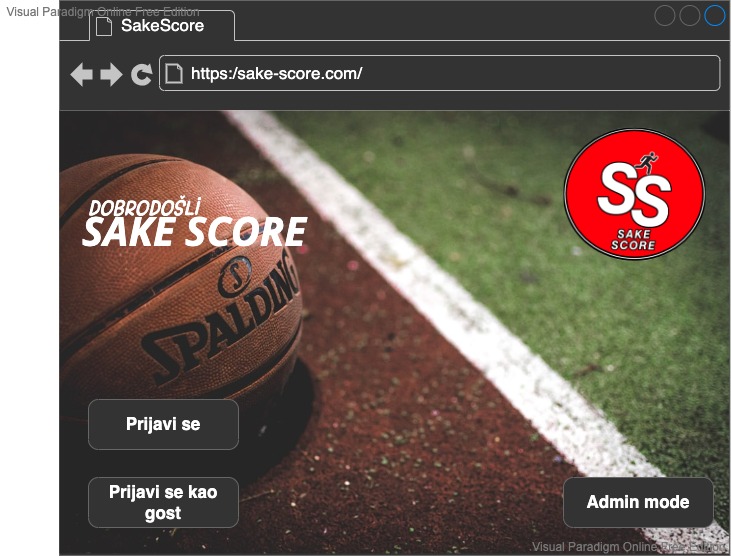 Visual Paradigm Online Free Edition
SakeScore
https:/sake-score.com/
DOBRODOŠLI
SAKE SCORE
SS
SAKE
SCORE
S
SPALDING
Prijavi se
Prijavi se kao
gost
Admin mode
Visual Paradigm Online Free Edition